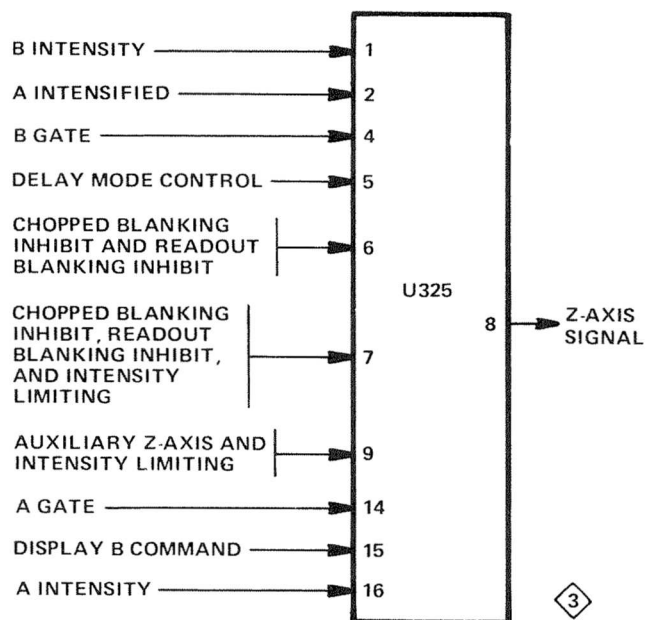 B INTENSITY 1
A INTENSIFIED 2
B GATE 4
DELAY MODE CONTROL 5
CHOPPED BLANKING
INHIBIT AND READOUT
BLANKING INHIBIT
6
U325
CHOPPED BLANKING
INHIBIT, READOUT
BLANKING INHIBIT,
AND INTENSITY
LIMITING
7
8 Z-AXIS
SIGNAL
AUXILIARY Z-AXIS AND
INTENSITY LIMITING
9
A GATE 14
DISPLAY B COMMAND 15
A INTENSITY 16
3